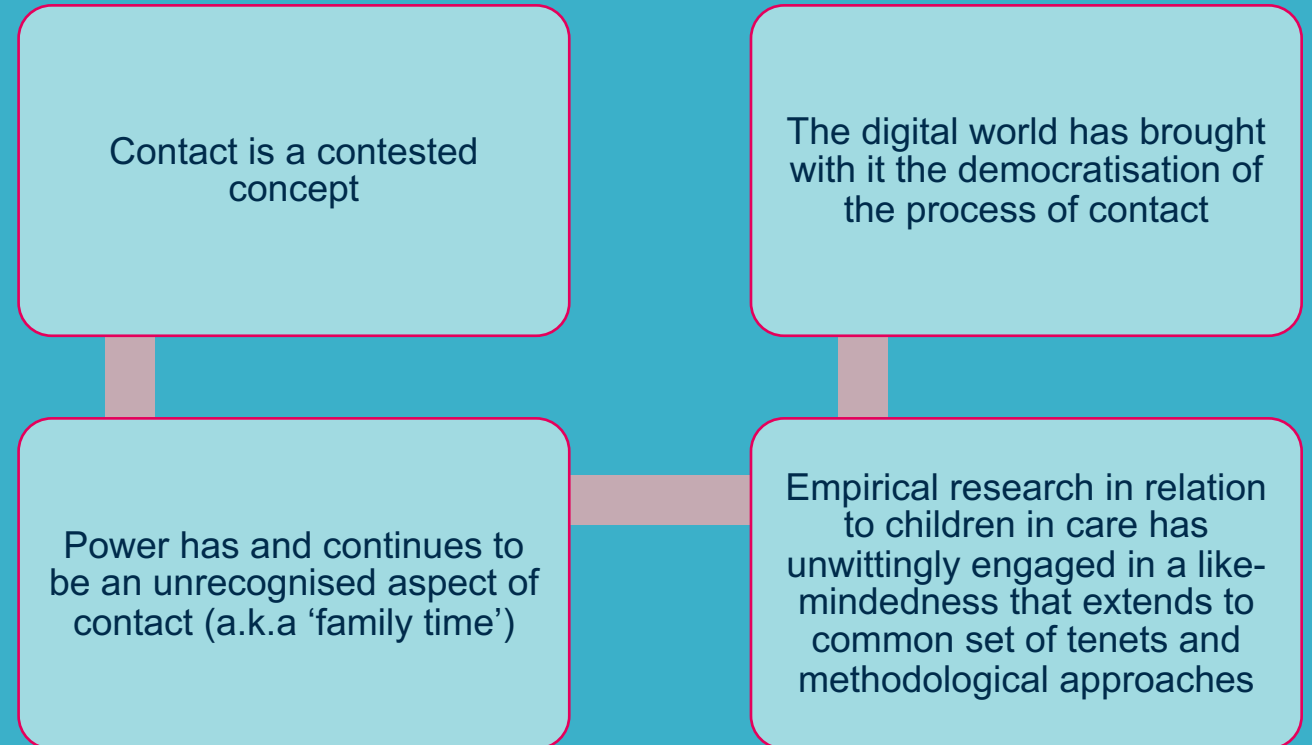 Contact is a contested
concept
Power has and continues to
be an unrecognised aspect of
contact (a.k.a ‘family time’)
Empirical research in relation
to children in care has
unwittingly engaged in a like-
mindedness that extends to
common set of tenets and
methodological approaches
The digital world has brought
with it the democratisation of
the process of contact